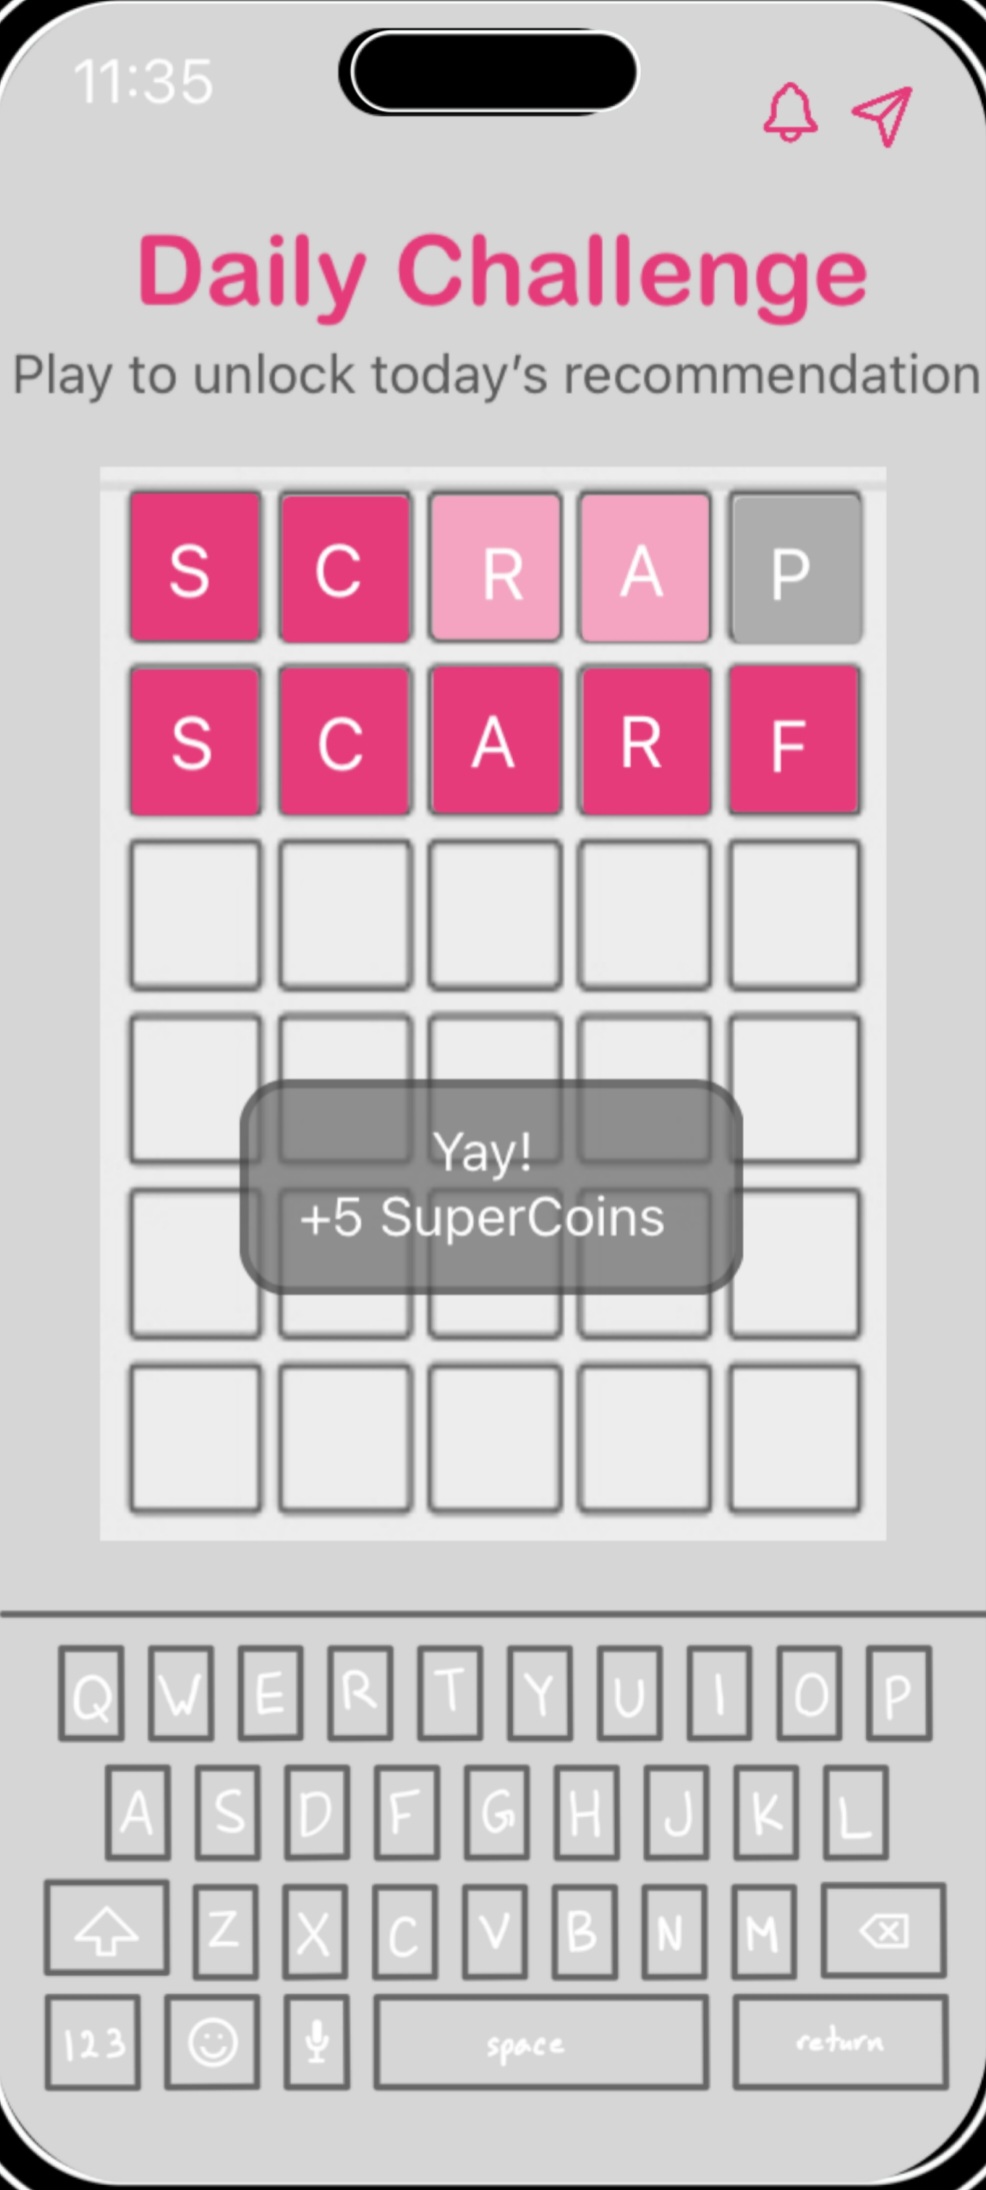 11:35
Daily Challenge
Play to unlock today's recommendation
S C R A P
S C A R F
Yay!
+5 SuperCoins
Q W E R T Y U I O P
A S D F G H J K L
Z X C V B N M
123 space return